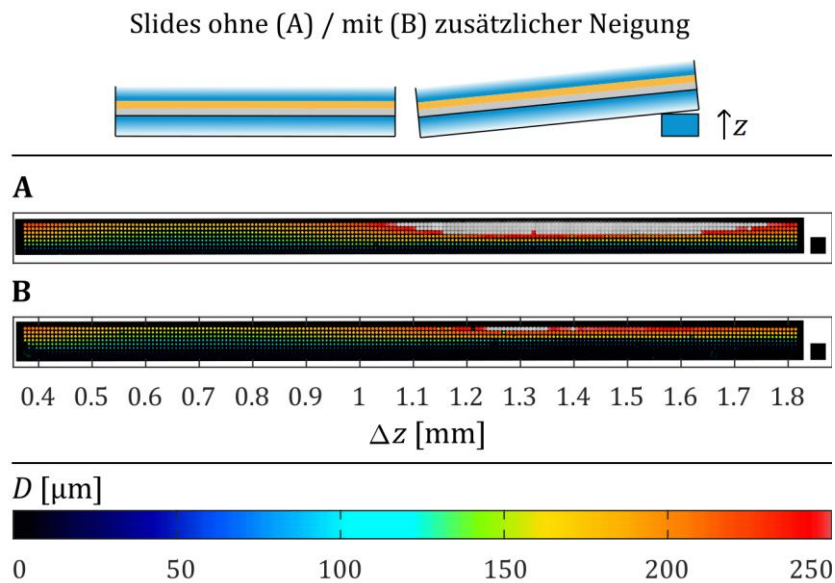 Slides ohne (A) / mit (B) zusätzlicher Neigung
↑z
A
B
0.4 0.5 0.6 0.7 0.8 0.9 1 1.1 1.2 1.3 1.4 1.5 1.6 1.7 1.8
Δz [mm]
D [µm]
0 50 100 150 200 250